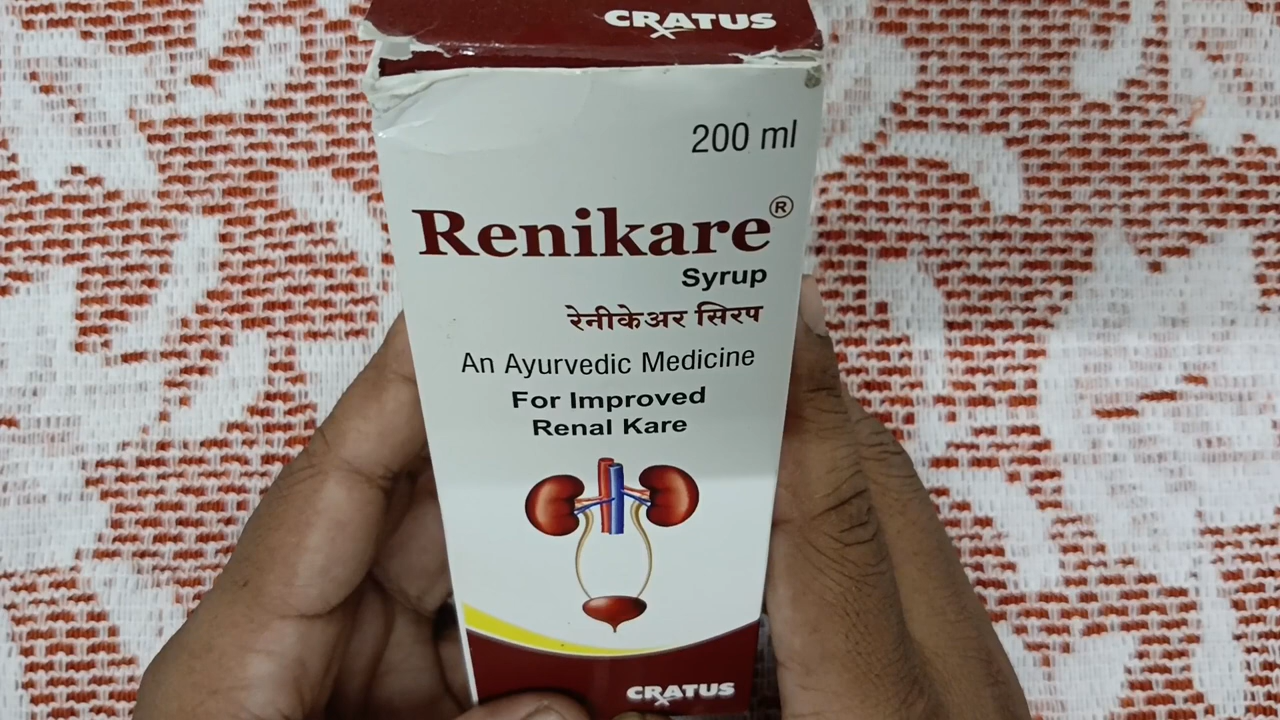 CRATUS
200 ml
Renikare®
Syrup
रेनीकेअर सिरप
An Ayurvedic Medicine
For Improved
Renal Kare
CRATUS